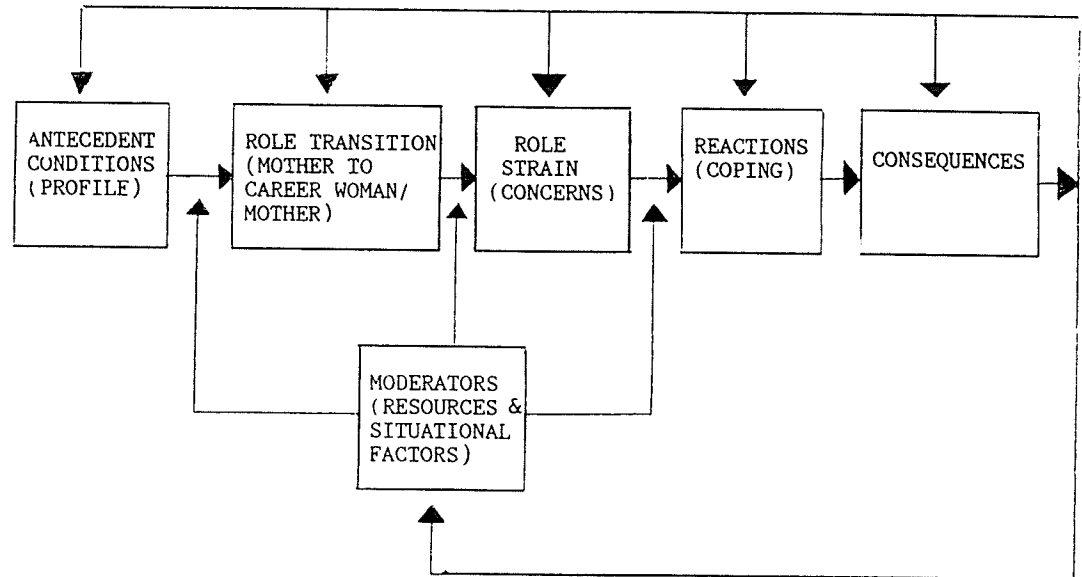 ANTECEDENT
CONDITIONS
(PROFILE)
ROLE TRANSITION
(MOTHER TO
CAREER WOMAN/
MOTHER)
ROLE
STRAIN
(CONCERNS)
REACTIONS
(COPING)
CONSEQUENCES
MODERATORS
(RESOURCES &
SITUATIONAL
FACTORS)